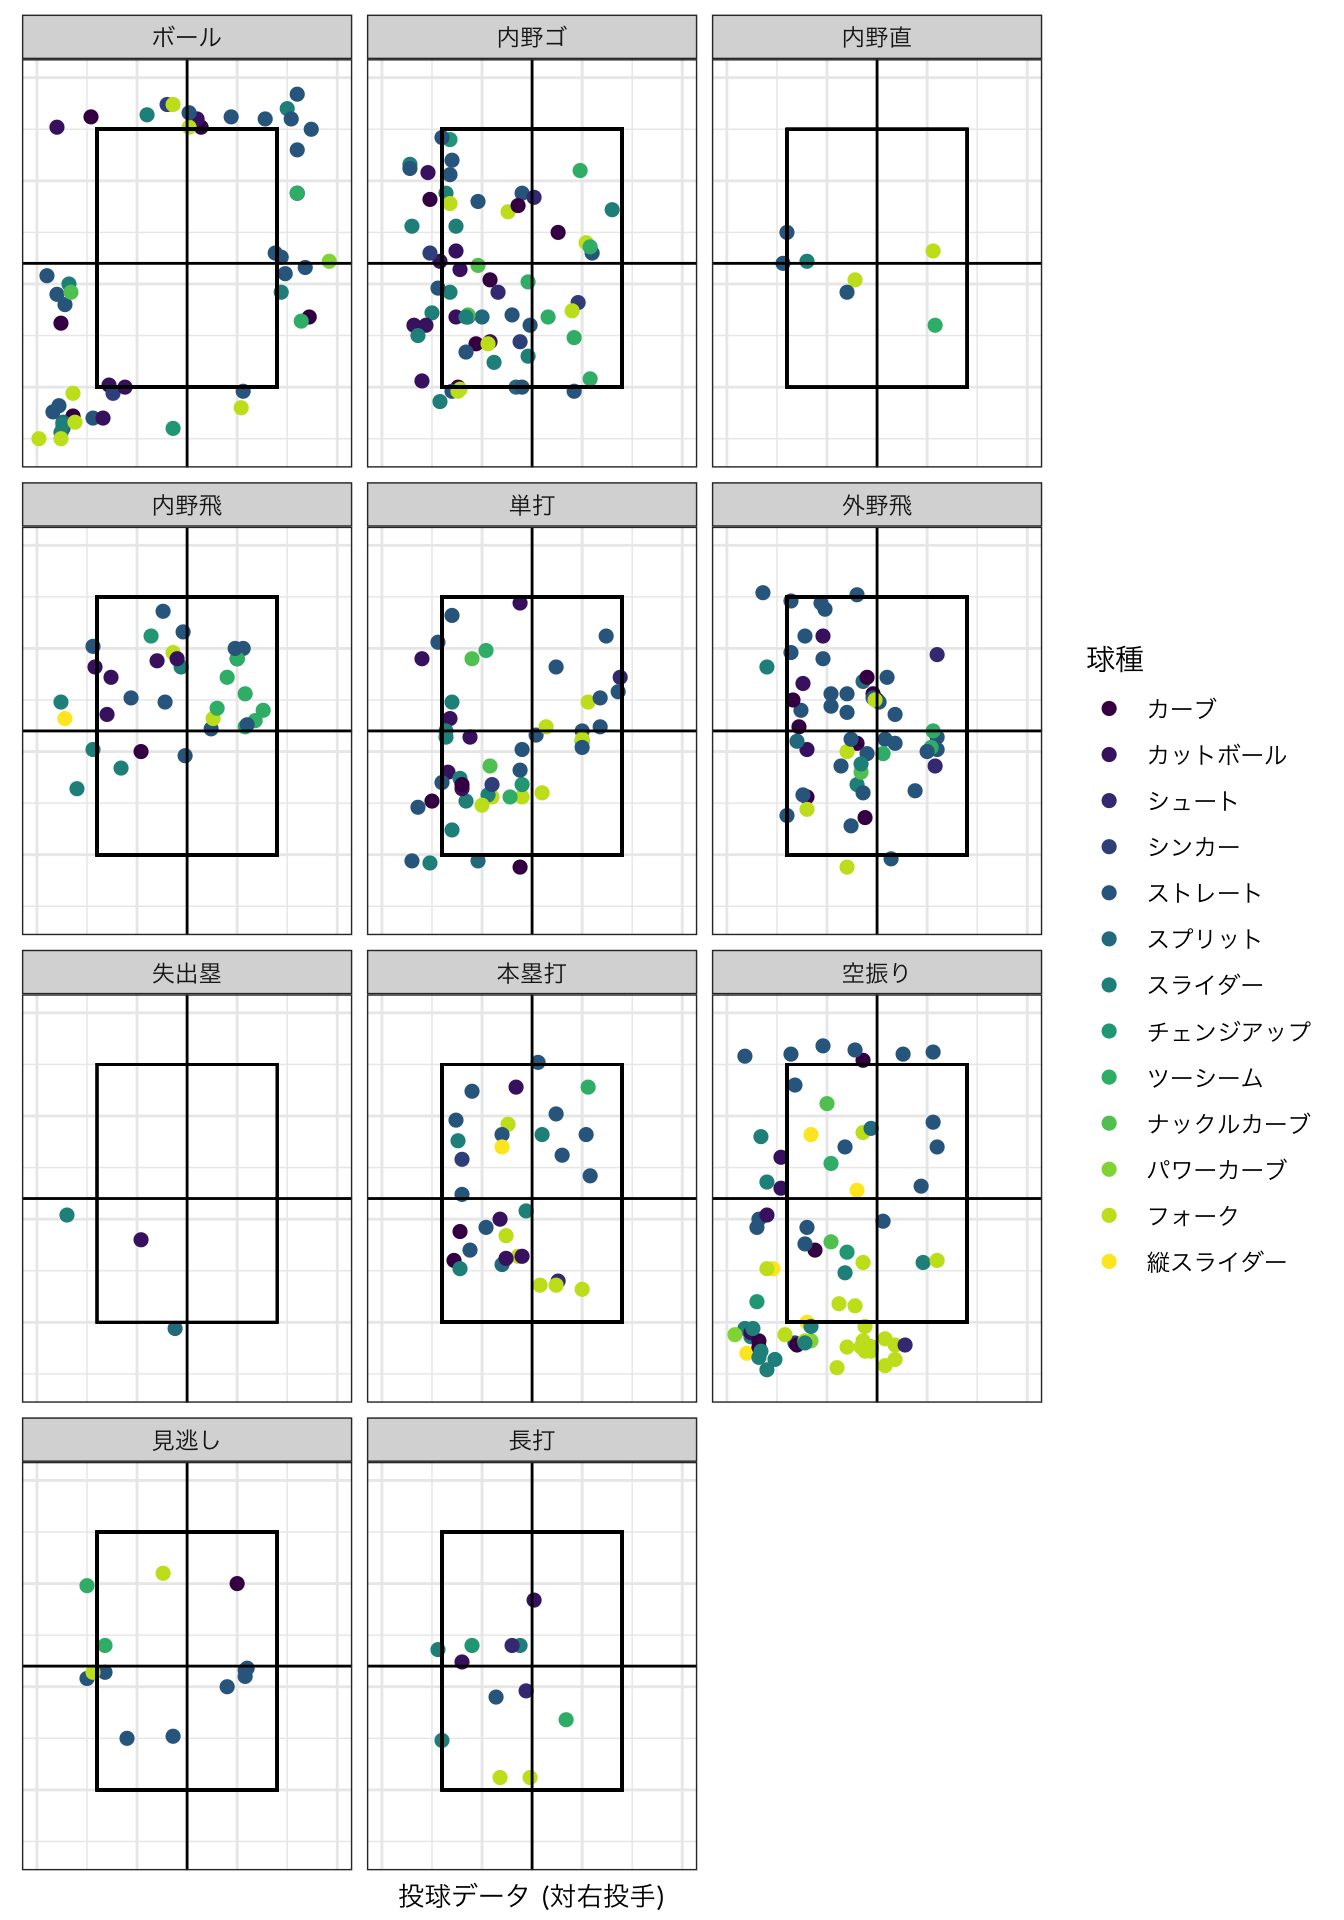 ボール
内野ゴ
内野直
内野飛
単打
外野飛
失出塁
本塁打
空振り
見逃し
長打
球種
カーブ
カットボール
シュート
シンカー
ストレート
スプリット
スライダー
チェンジアップ
ツーシーム
ナックルカーブ
パワーカーブ
フォーク
縦スライダー
投球データ (対右投手)